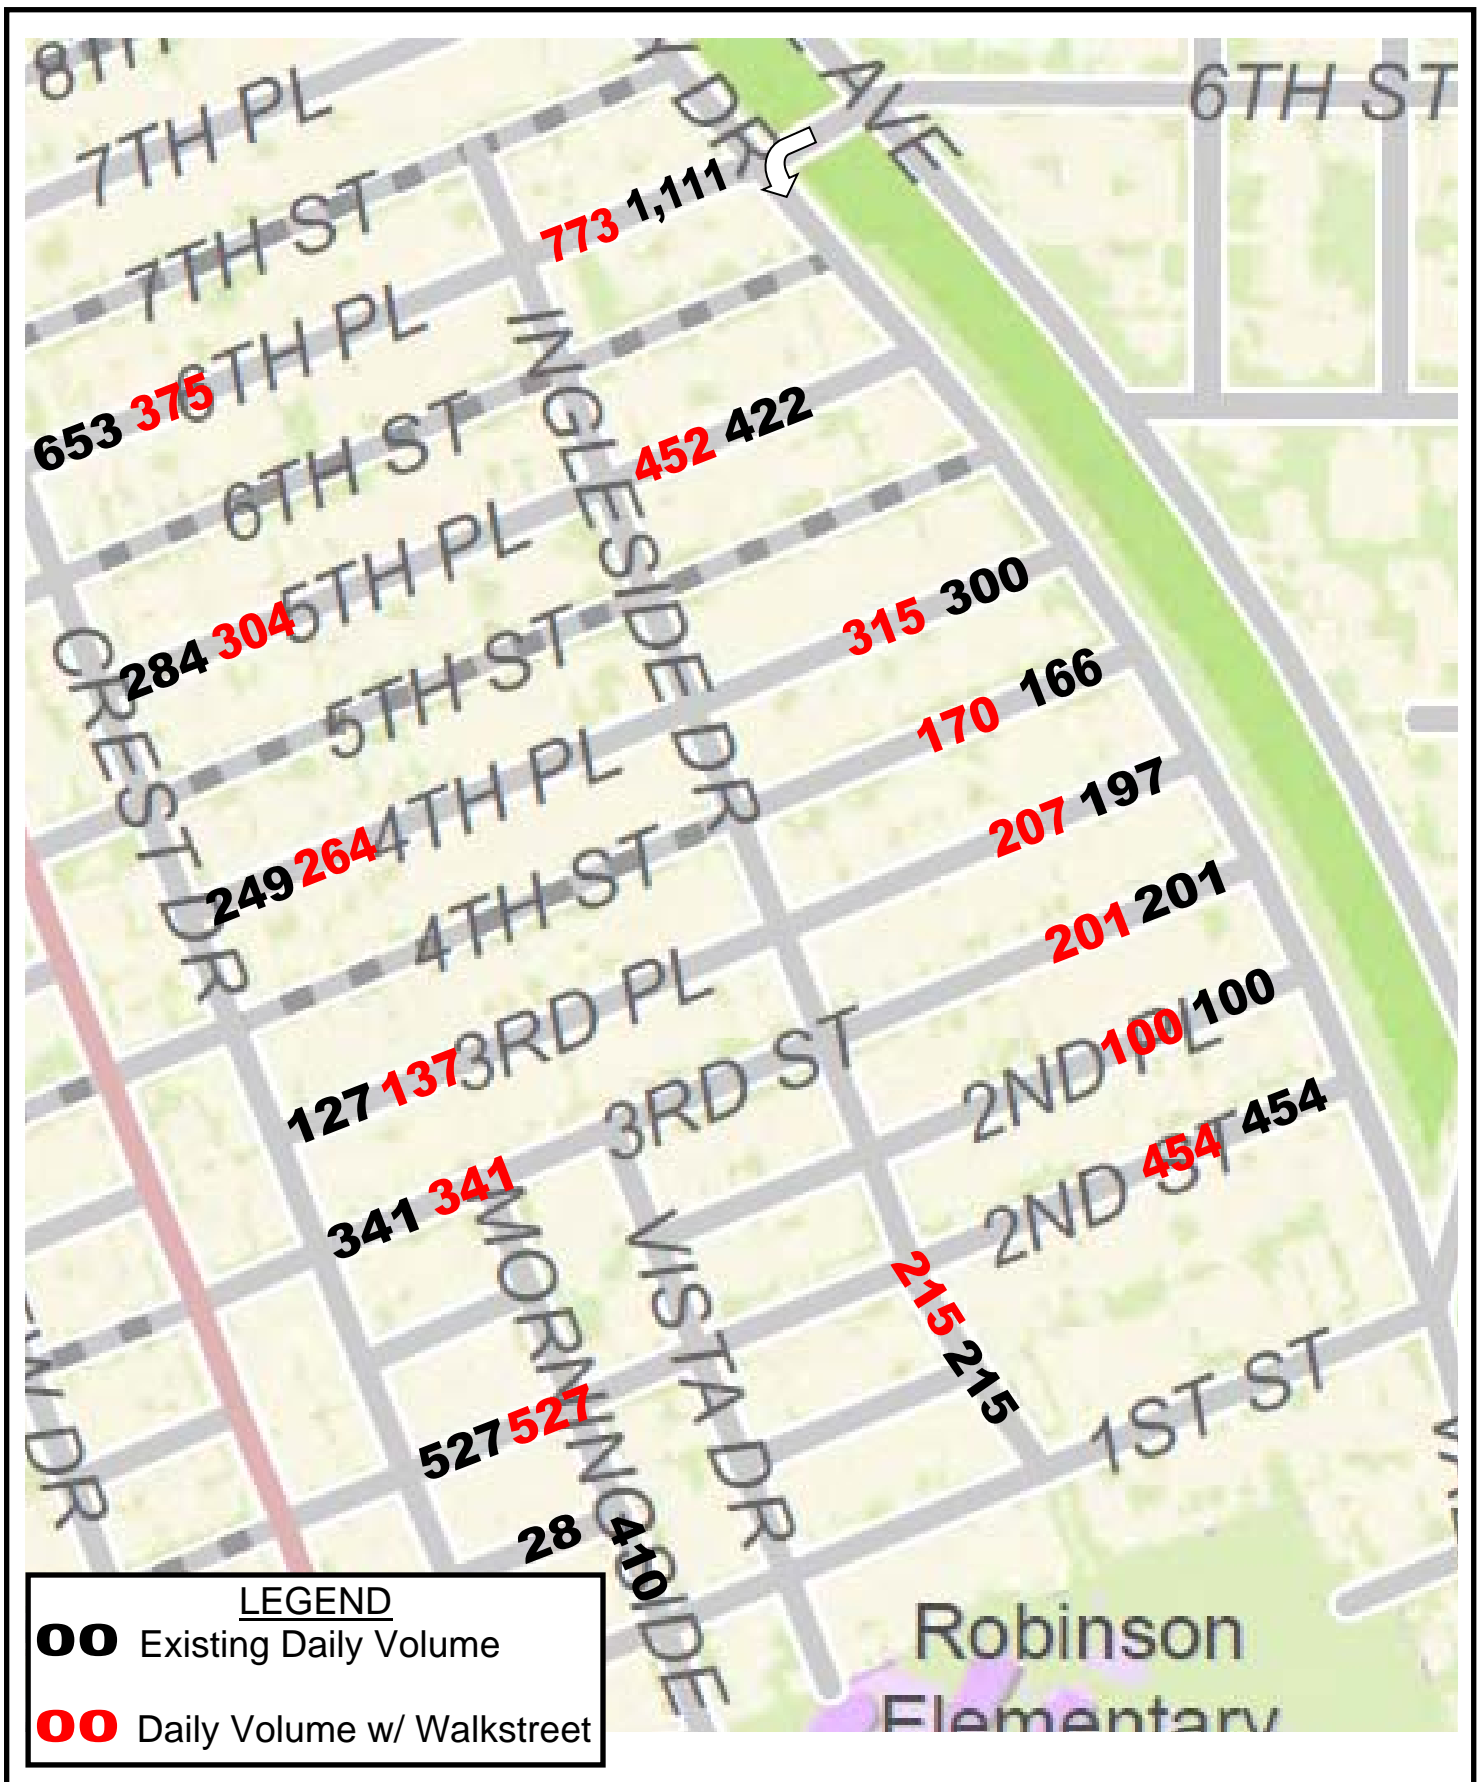 8TH
7TH PL
Y DR
AVE
6TH ST
7TH ST
773 1,111
6TH PL
653 375
INGLESIDE DR
6TH ST
452 422
5TH PL
284 304
5TH ST
315 300
CREST DR
170 166
4TH PL
249 264
207 197
4TH ST
201 201
3RD PL
127 137
100 100
2ND PL
3RD ST
341 341
454 454
2ND ST
MORNINGSIDE
VISTA DR
215 215
1ST ST
W DR
527 527
28
410
LEGEND
00 Existing Daily Volume
00 Daily Volume w/ Walkstreet
Robinson
Elementary